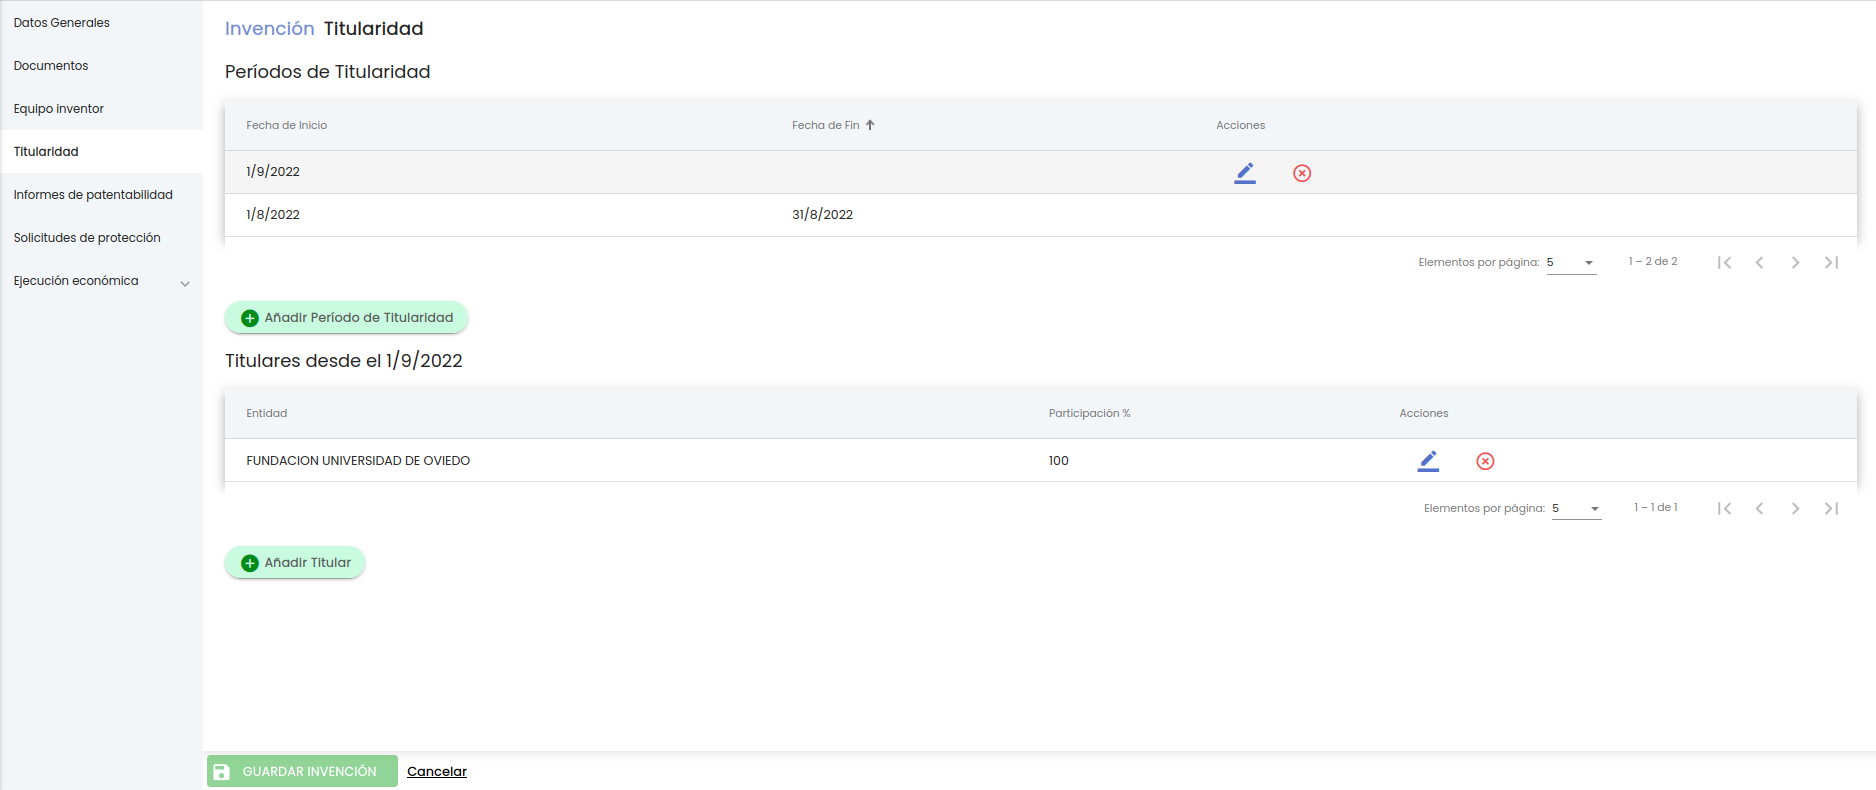 Datos Generales
Documentos
Equipo inventor
Titularidad
Informes de patentabilidad
Solicitudes de protección
Ejecución económica
Invención Titularidad
Períodos de Titularidad
Fecha de Inicio Fecha de Fin Acciones
1/9/2022
1/8/2022 31/8/2022
Elementos por página: 5 1 – 2 de 2
Añadir Período de Titularidad
Titulares desde el 1/9/2022
Entidad Participación % Acciones
FUNDACION UNIVERSIDAD DE OVIEDO 100
Elementos por página: 5 1 – 1 de 1
Añadir Titular
GUARDAR INVENCIÓN Cancelar